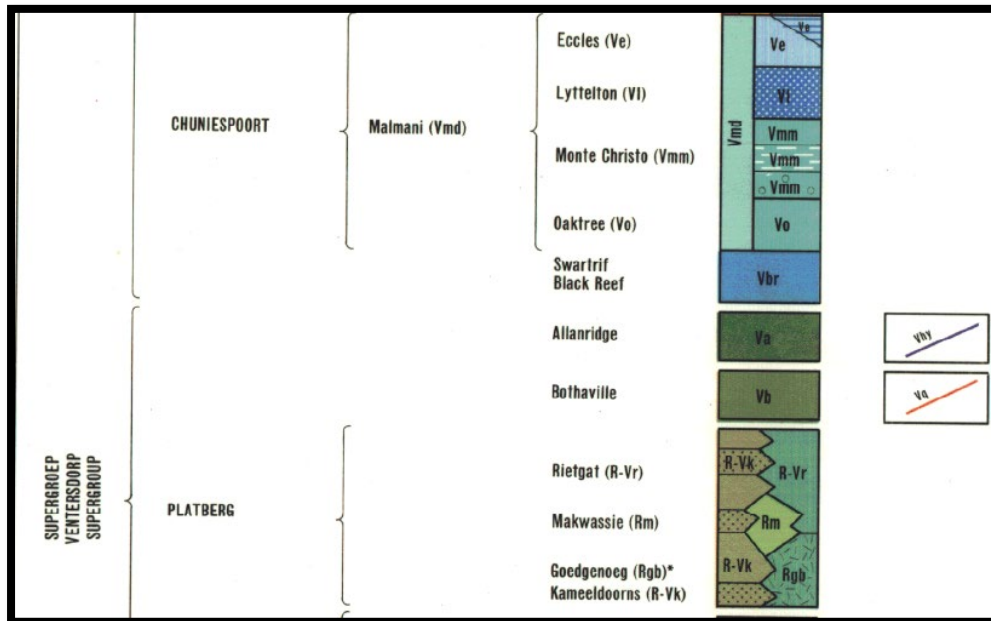 Eccles (Ve)
Ve
Ve
Lyttelton (Vl)
Vl
CHUNIESPOORT
Malmani (Vmd)
Vmd
Monte Christo (Vmm)
Vmm
Vmm
Vmm
Oaktree (Vo)
Vo
Swartrif
Black Reef
Vbr
Allanridge
Va
Vhy
Bothaville
Vb
Vq
SUPERGROEP
VENTERSDORP
SUPERGROUP
PLATBERG
Rietgat (R-Vr)
R-Vk
R-Vr
Makwassie (Rm)
Rm
Goedgenoeg (Rgb)*
Kameeldoorns (R-Vk)
R-Vk
Rgb